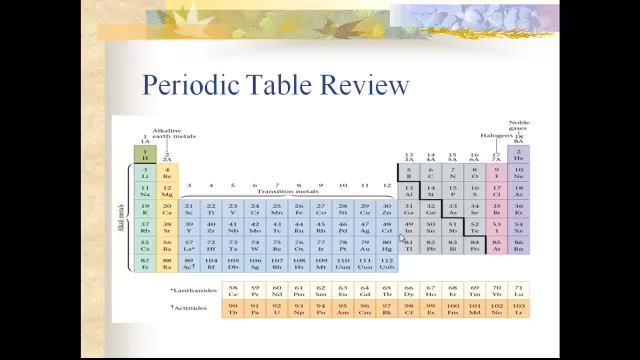 Periodic Table Review
Noble
gases
Alkaline
earth metals
Halogens
1 2 13 14 15 16 17 18
1A 2A 3A 4A 5A 6A 7A 8A
1 2
H He
3 4 5 6 7 8 9 10
Li Be B C N O F Ne
3 4 5 6 7 8 9 10 11 12
Transition metals
11 12 13 14 15 16 17 18
Na Mg Al Si P S Cl Ar
19 20 21 22 23 24 25 26 27 28 29 30 31 32 33 34 35 36
K Ca Sc Ti V Cr Mn Fe Co Ni Cu Zn Ga Ge As Se Br Kr
37 38 39 40 41 42 43 44 45 46 47 48 49 50 51 52 53 54
Rb Sr Y Zr Nb Mo Tc Ru Rh Pd Ag Cd In Sn Sb Te I Xe
55 56 57 72 73 74 75 76 77 78 79 80 81 82 83 84 85 86
Cs Ba La* Hf Ta W Re Os Ir Pt Au Hg Tl Pb Bi Po At Rn
87 88 89 104 105 106 107 108 109 110 111 112
Fr Ra Ac† Rf Db Sg Bh Hs Mt Uun Uuu Uub
Alkali metals
*Lanthanides
58 59 60 61 62 63 64 65 66 67 68 69 70 71
Ce Pr Nd Pm Sm Eu Gd Tb Dy Ho Er Tm Yb Lu
†Actinides
90 91 92 93 94 95 96 97 98 99 100 101 102 103
Th Pa U Np Pu Am Cm Bk Cf Es Fm Md No Lr